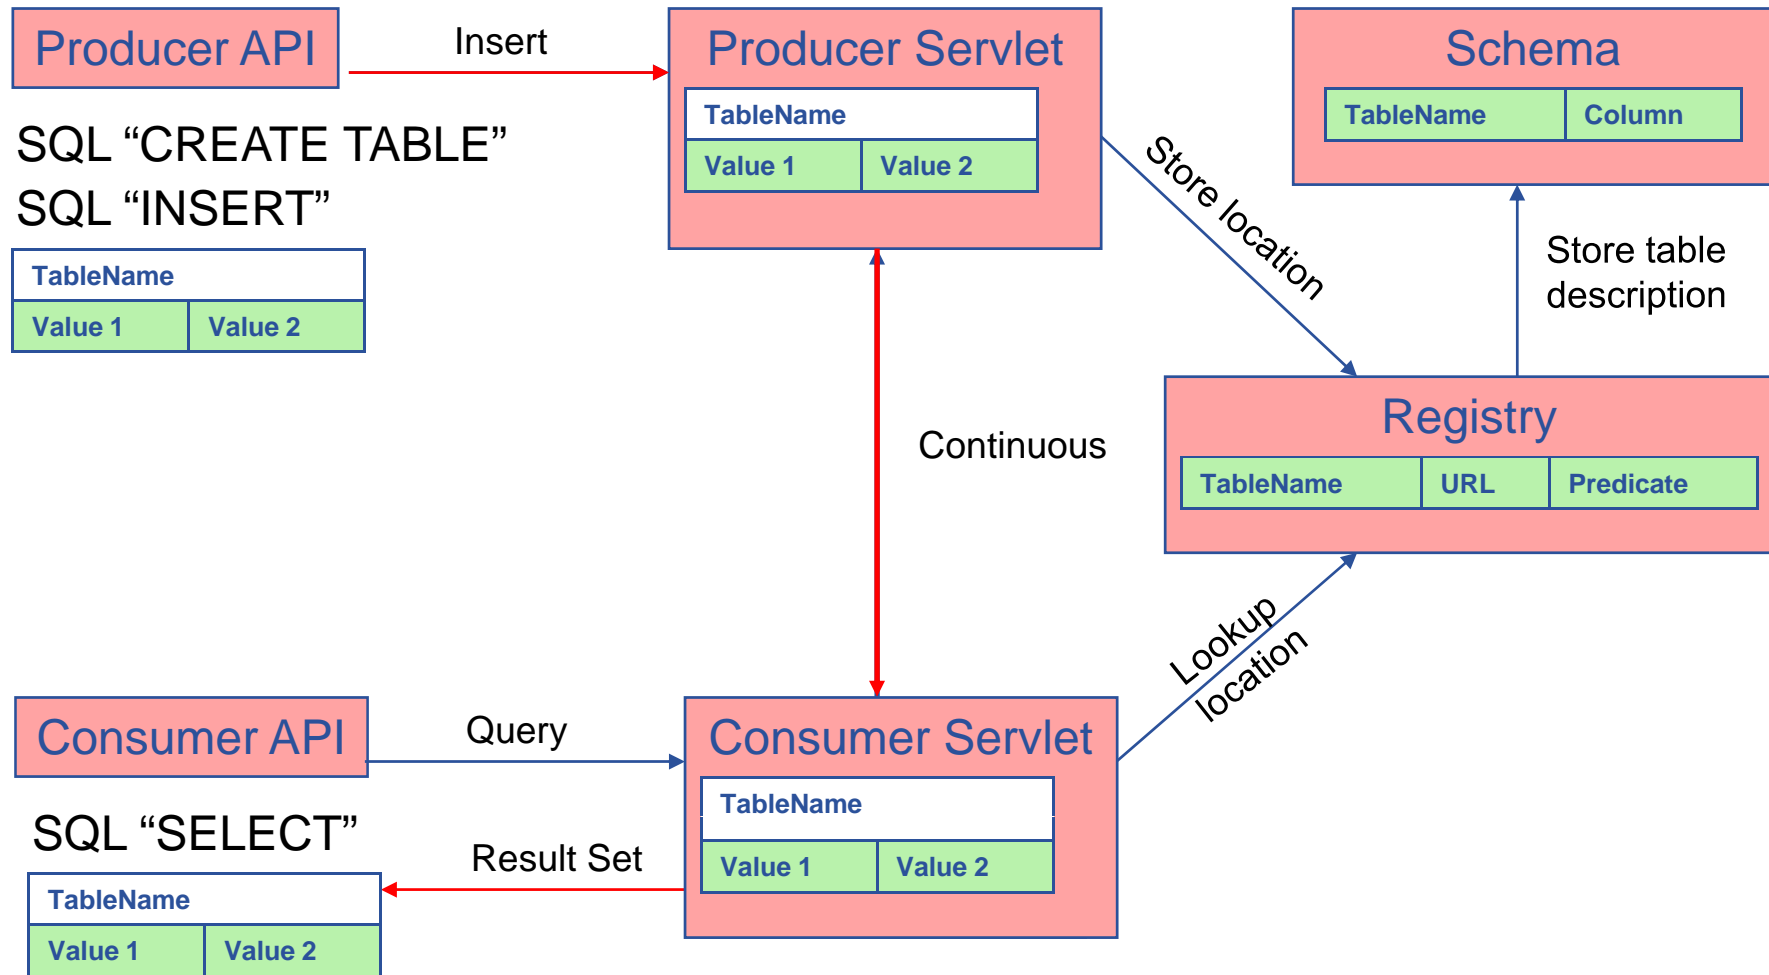 Producer API
Insert
Producer Servlet
TableName
Value 1 Value 2
Schema
TableName Column
SQL “CREATE TABLE”
SQL “INSERT”
TableName
Value 1 Value 2
Store location
Store table
description
Continuous
Registry
TableName URL Predicate
Lookup
location
Consumer API
Query
Consumer Servlet
TableName
Value 1 Value 2
SQL “SELECT”
Result Set
TableName
Value 1 Value 2